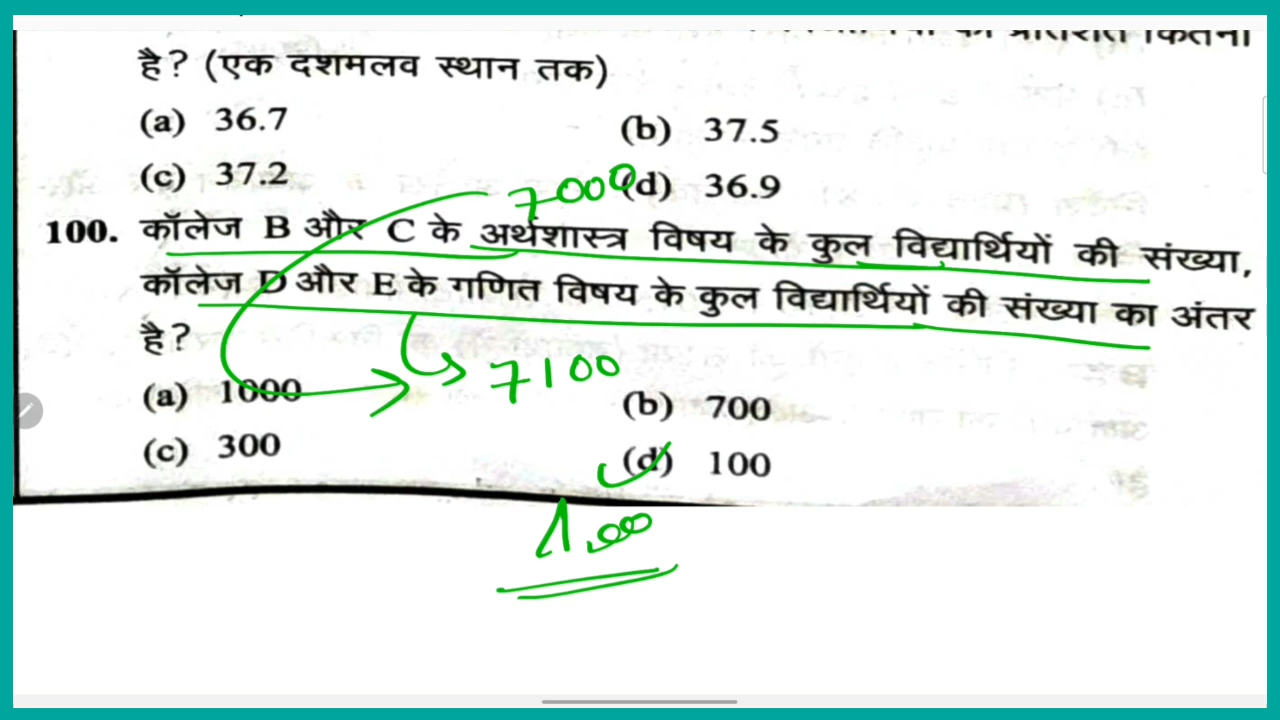 है? (एक दशमलव स्थान तक)
(a) 36.7
(b) 37.5
(c) 37.2
(d) 36.9
7000
100. कॉलेज B और C के अर्थशास्त्र विषय के कुल विद्यार्थियों की संख्या,
कॉलेज D और E के गणित विषय के कुल विद्यार्थियों की संख्या का अंतर
है?
7100
(a) 1000
(b) 700
(c) 300
(d) 100
100